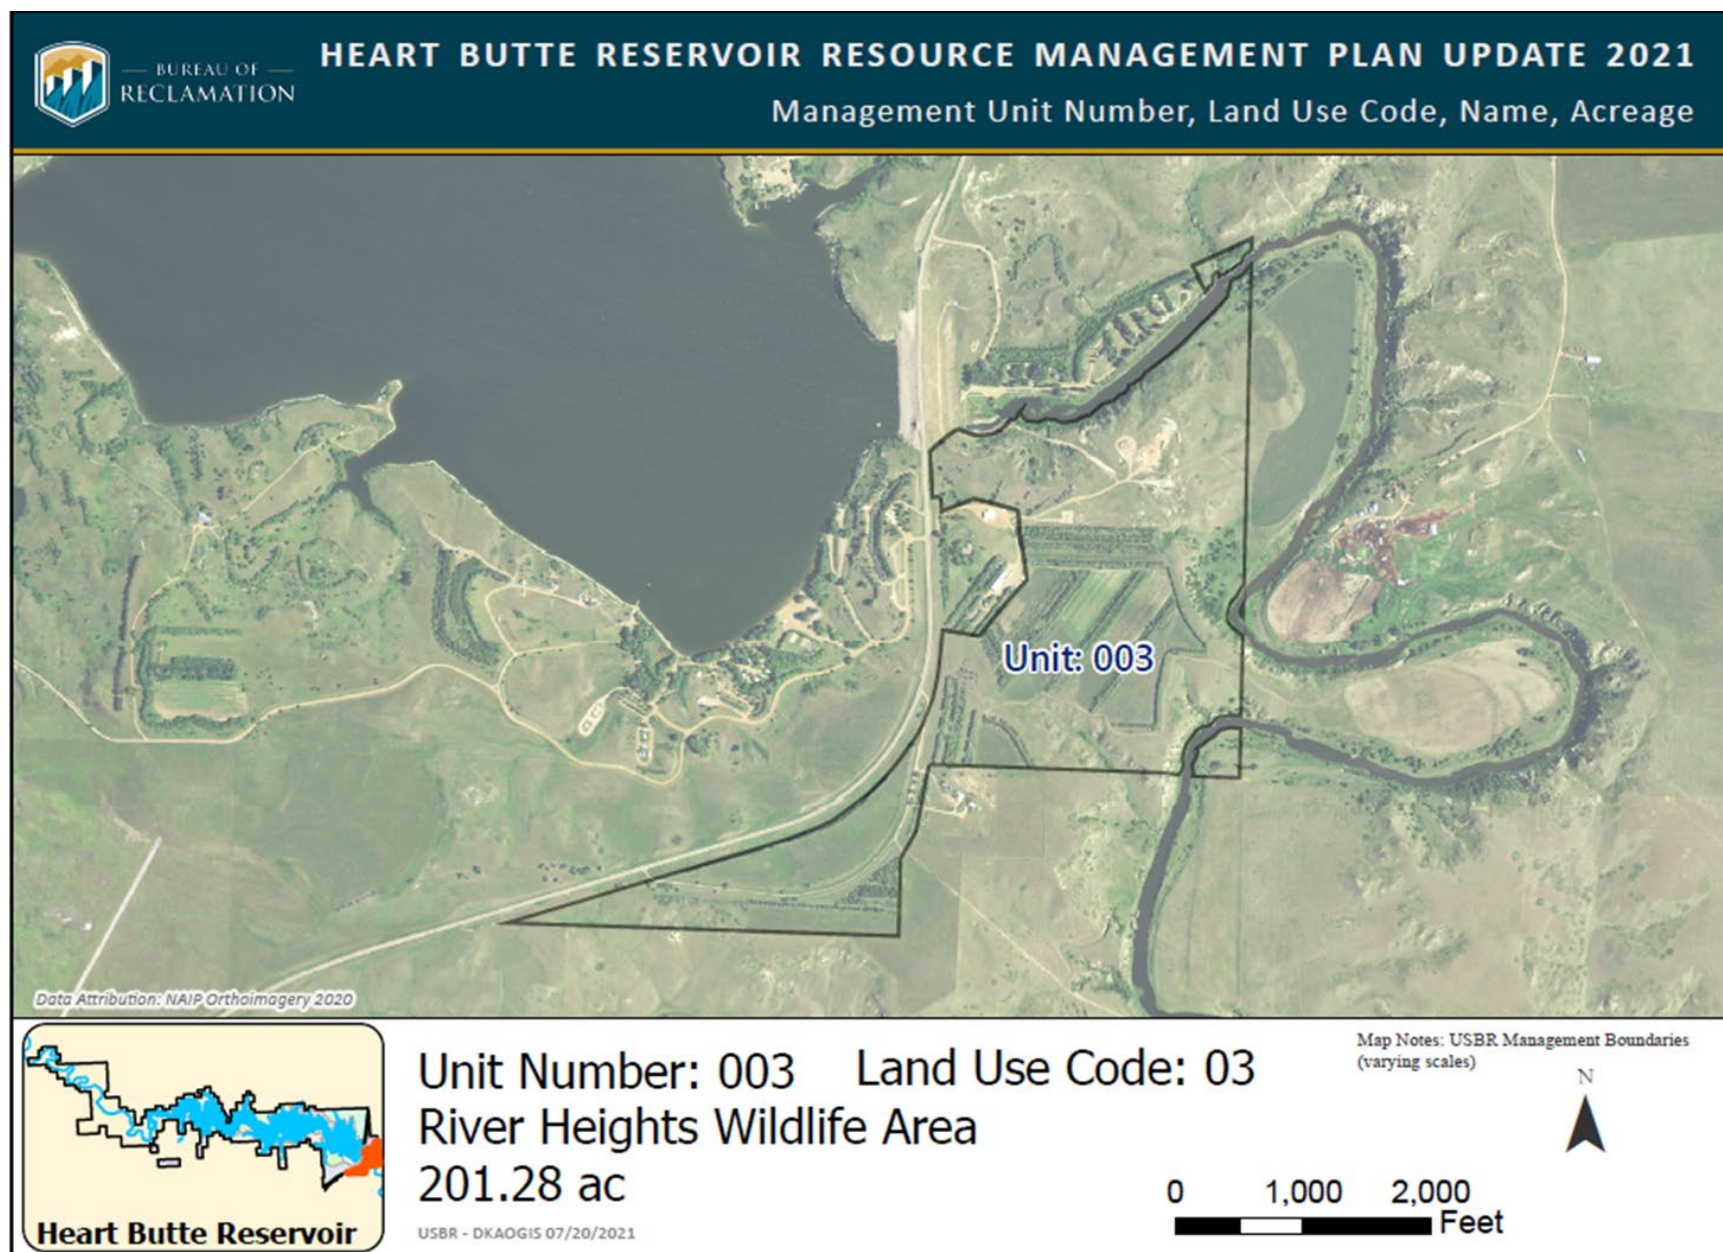 HEART BUTTE RESERVOIR RESOURCE MANAGEMENT PLAN UPDATE 2021
BUREAU OF
RECLAMATION
Management Unit Number, Land Use Code, Name, Acreage
Unit: 003
Data Attribution: NAIP Orthoimagery 2020
Heart Butte Reservoir
Unit Number: 003 Land Use Code: 03
River Heights Wildlife Area
201.28 ac
USBR - DKAOGIS 07/20/2021
Map Notes: USBR Management Boundaries
(varying scales)
N
0 1,000 2,000
Feet